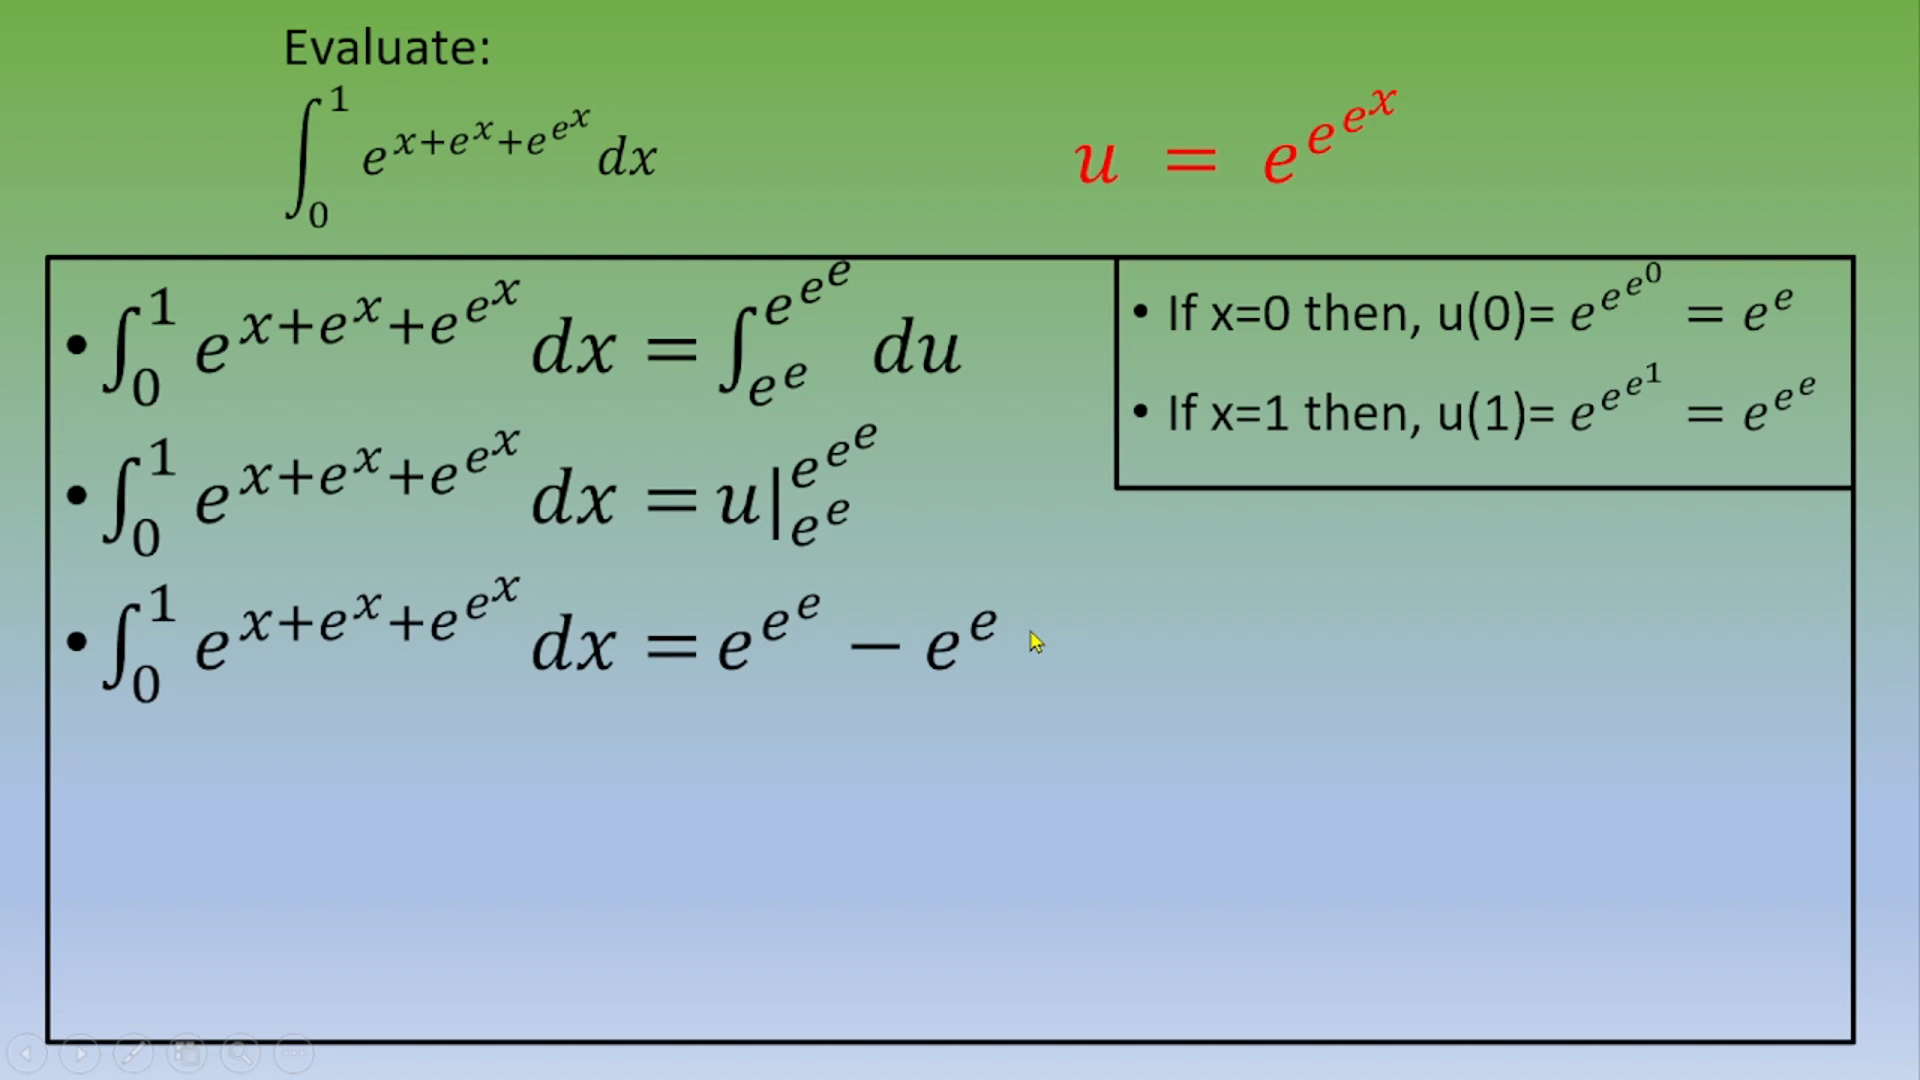 Evaluate:
∫₀¹ e^{x+e^x+e^{e^x}} dx
u = e^{e^{e^x}}
• ∫₀¹ e^{x+e^x+e^{e^x}} dx = ∫_{e^e}^{e^{e^e}} du
• ∫₀¹ e^{x+e^x+e^{e^x}} dx = u|_{e^e}^{e^{e^e}}
• ∫₀¹ e^{x+e^x+e^{e^x}} dx = e^{e^e} − e^e
• If x=0 then, u(0)= e^{e^{e^0}} = e^e
• If x=1 then, u(1)= e^{e^{e^1}} = e^{e^e}